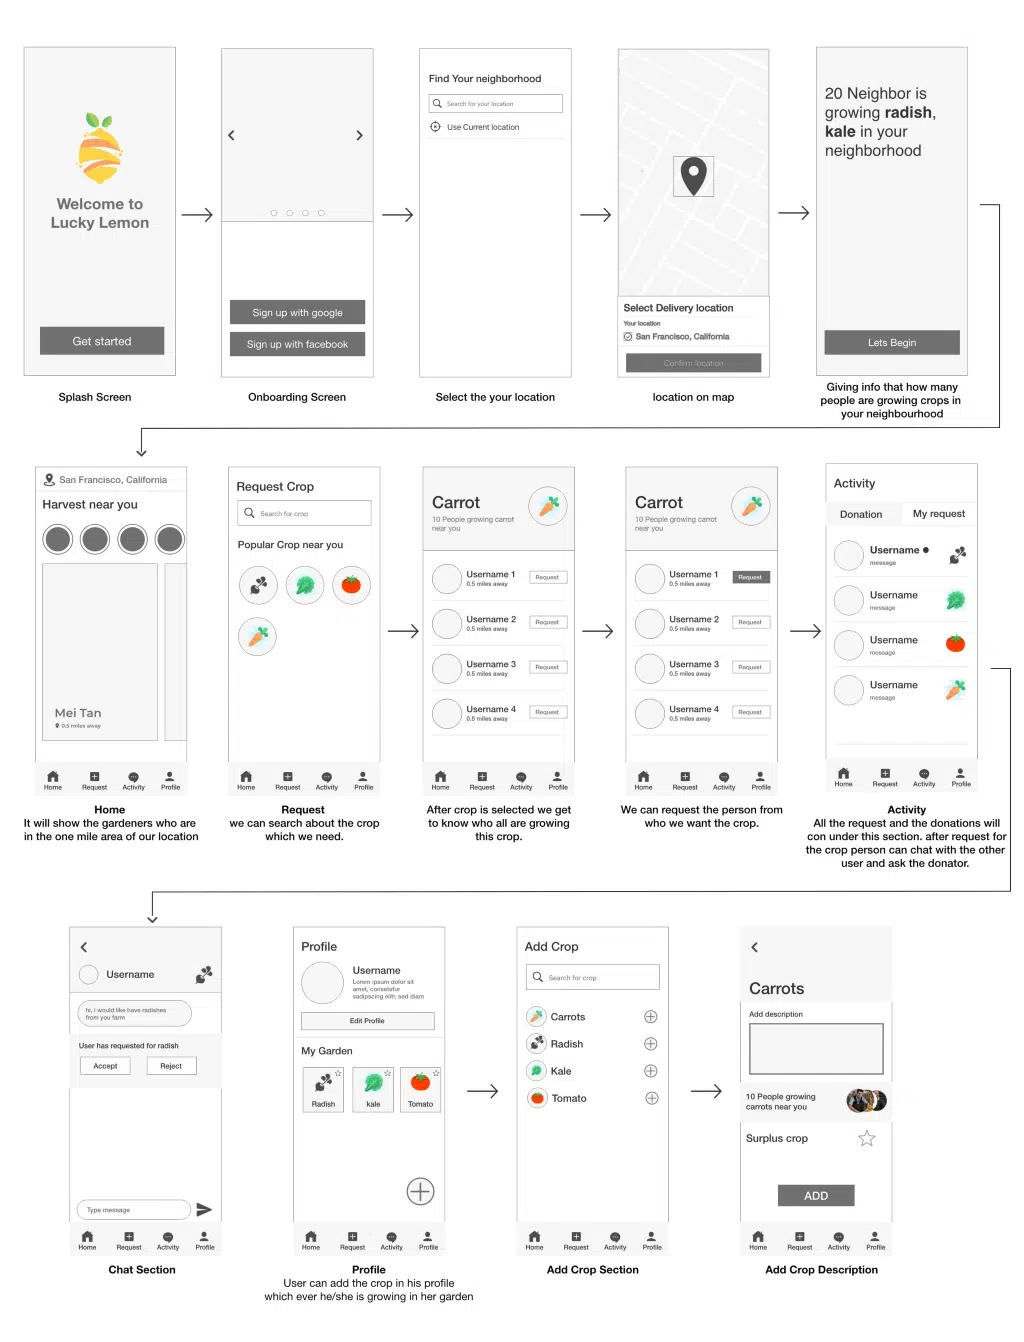 Welcome to
Lucky Lemon
Get started
Splash Screen
Sign up with google
Sign up with facebook
Onboarding Screen
Find Your neighborhood
Search for your location
Use Current location
Select the your location
Select Delivery location
Your location
San Francisco, California
Confirm location
location on map
20 Neighbor is
growing radish,
kale in your
neighborhood
Lets Begin
Giving info that how many
people are growing crops in
your neighbourhood
San Francisco, California
Harvest near you
Mei Tan
0.5 miles away
Home
Request
Activity
Profile
Home
It will show the gardeners who are
in the one mile area of our location
Request Crop
Search for crop
Popular Crop near you
Home
Request
Activity
Profile
Request
we can search about the crop
which we need.
Carrot
10 People growing carrot
near you
Username 1
0.5 miles away
Request
Username 2
0.5 miles away
Request
Username 3
0.5 miles away
Request
Username 4
0.5 miles away
Request
Home
Request
Activity
Profile
After crop is selected we get
to know who all are growing
this crop.
Carrot
10 People growing carrot
near you
Username 1
0.5 miles away
Request
Username 2
0.5 miles away
Request
Username 3
0.5 miles away
Request
Username 4
0.5 miles away
Request
Home
Request
Activity
Profile
We can request the person from
who we want the crop.
Activity
Donation
My request
Username
message
Username
message
Username
message
Username
message
Home
Request
Activity
Profile
Activity
All the request and the donations will
con under this section. after request for
the crop person can chat with the other
user and ask the donator.
Username
hi, i would like have radishes
from you farm
User has requested for radish
Accept
Reject
Type message
Home
Request
Activity
Profile
Chat Section
Profile
Username
Lorem ipsum dolor sit
amet, consetetur
sadipscing elitr, sed diam
Edit Profile
My Garden
Radish
kale
Tomato
Home
Request
Activity
Profile
Profile
User can add the crop in his profile
which ever he/she is growing in her garden
Add Crop
Search for crop
Carrots
Radish
Kale
Tomato
Home
Request
Activity
Profile
Add Crop Section
Carrots
Add description
10 People growing
carrots near you
Surplus crop
ADD
Home
Request
Activity
Profile
Add Crop Description